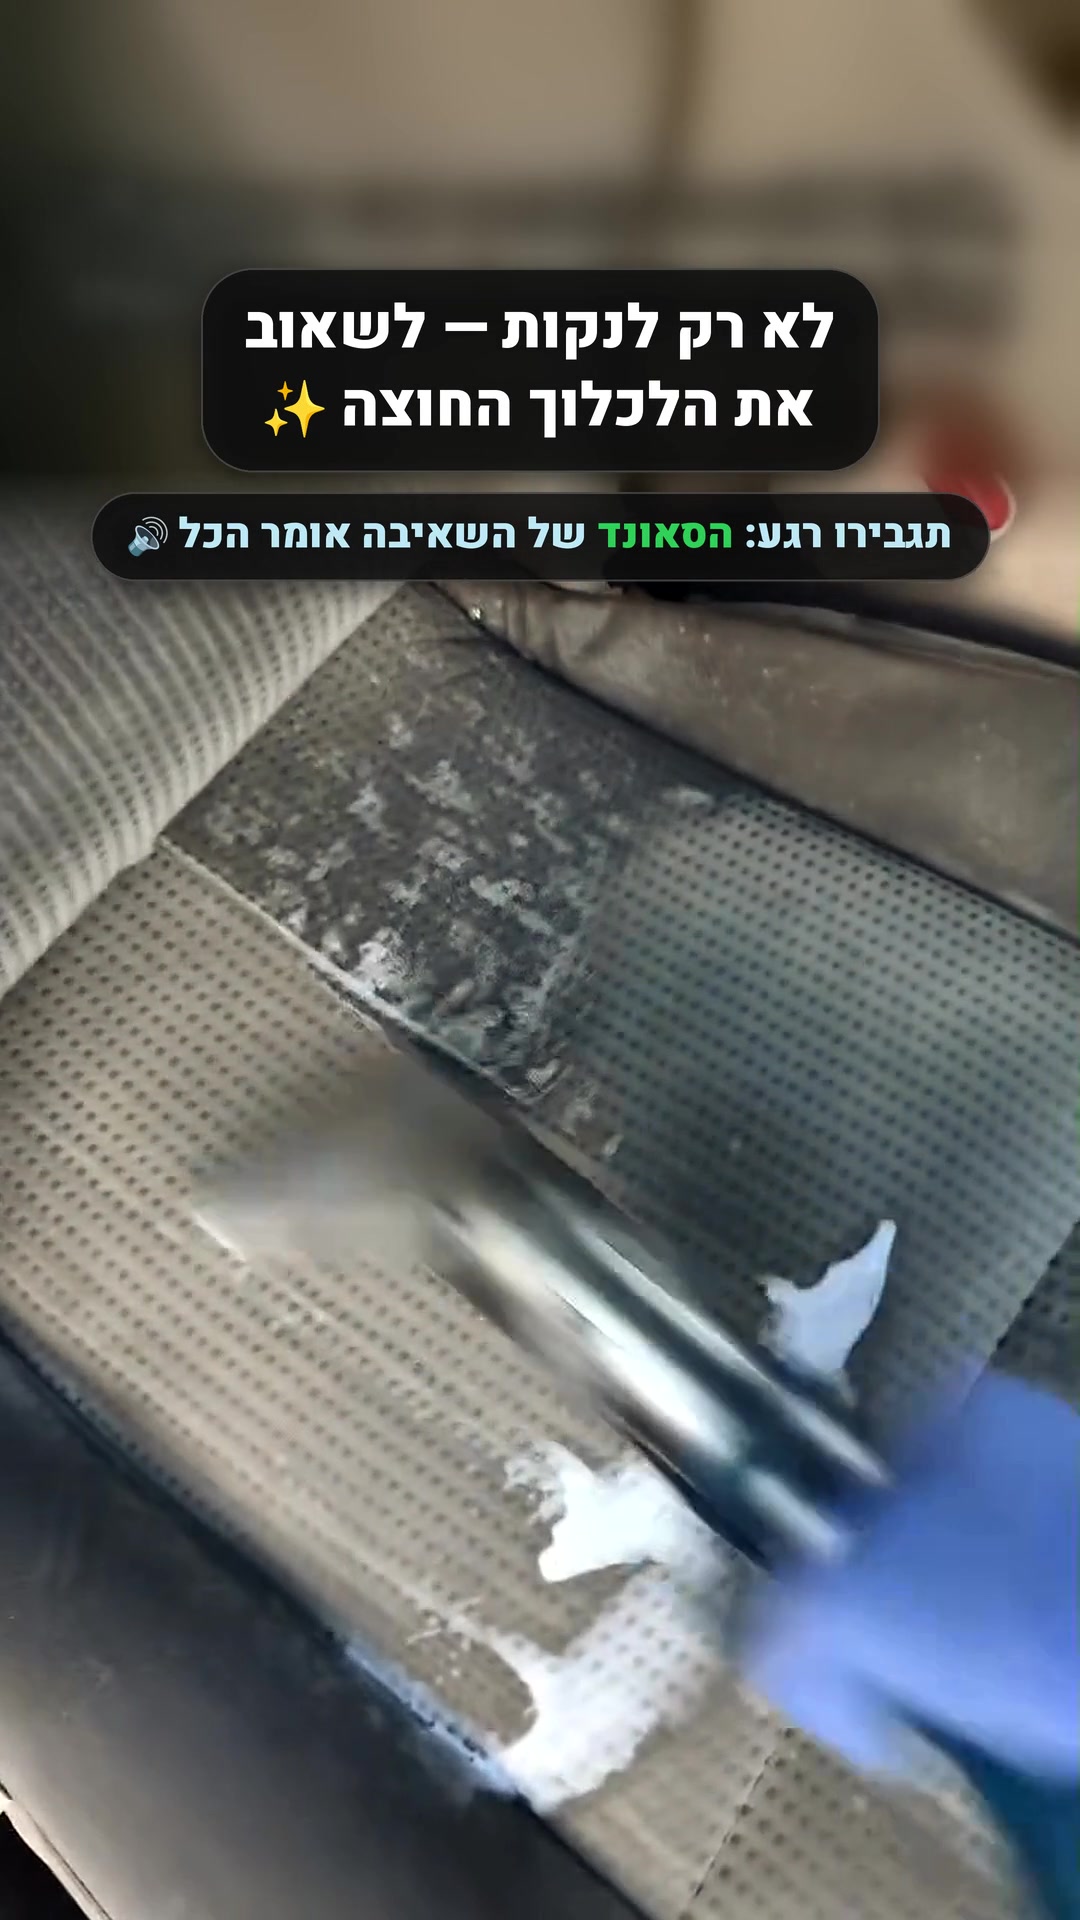 לא רק לנקות – לשאוב
את הלכלוך החוצה ✨
תגבירו רגע: הסאונד של השאיבה אומר הכל 🔊